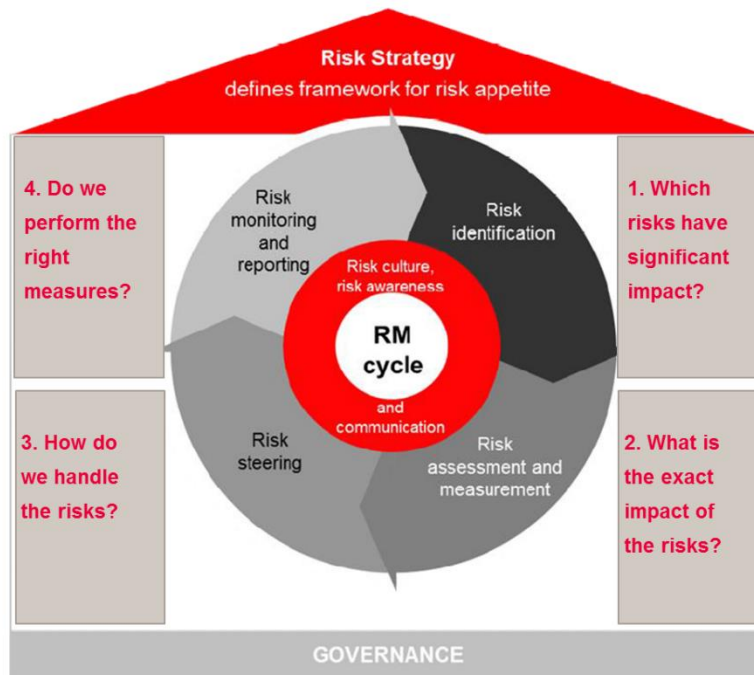 Risk Strategy
defines framework for risk appetite
4. Do we
perform the
right
measures?
Risk
monitoring
and
reporting
Risk
identification
1. Which
risks have
significant
impact?
Risk culture,
risk awareness
RM
cycle
and
communication
3. How do
we handle
the risks?
Risk
steering
Risk
assessment and
measurement
2. What is
the exact
impact of
the risks?
GOVERNANCE